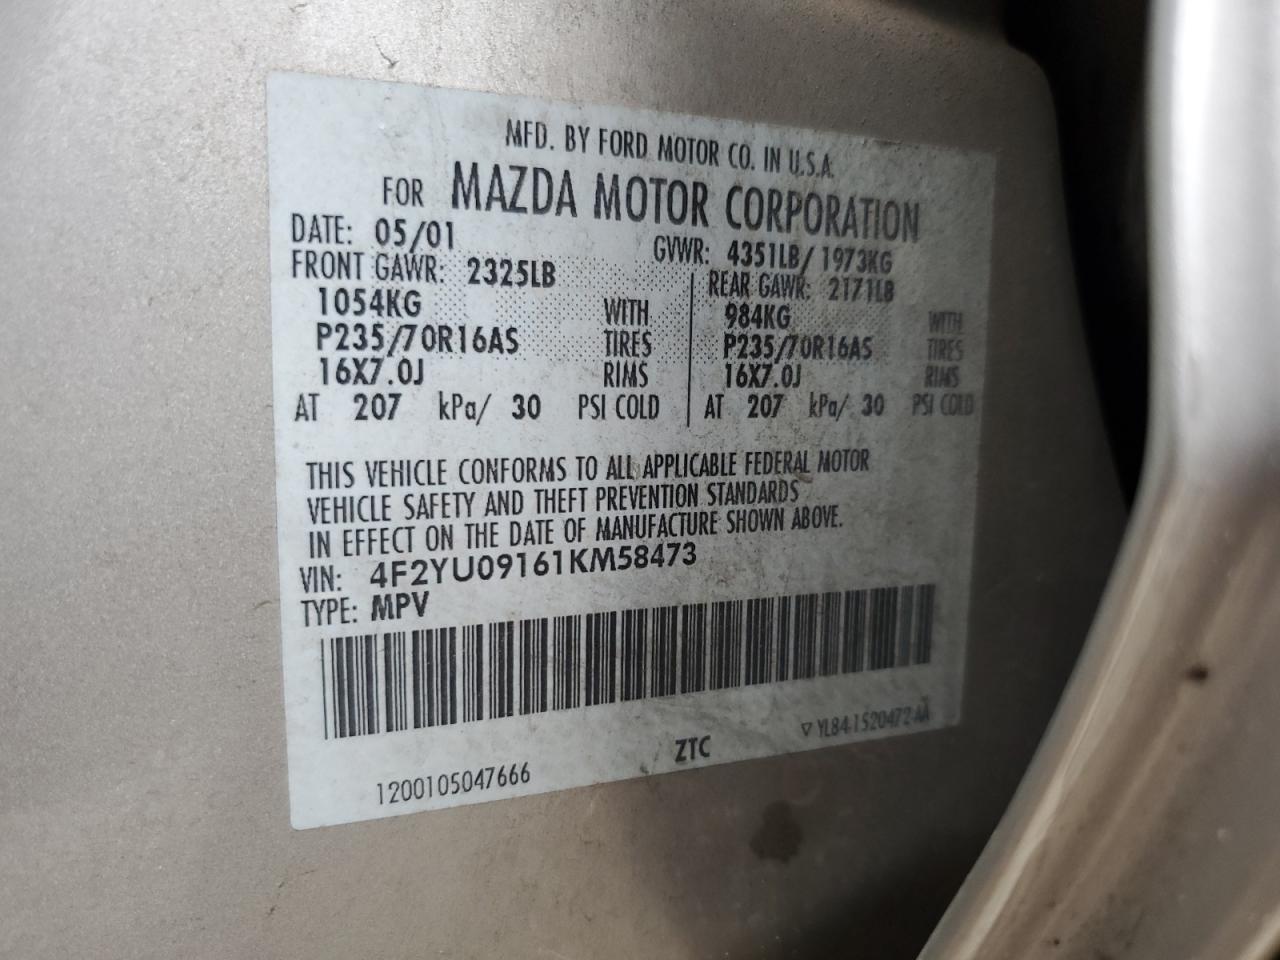 MFD. BY FORD MOTOR CO. IN U.S.A.
FOR MAZDA MOTOR CORPORATION
DATE: 05/01 GVWR: 4351LB/ 1973KG
FRONT GAWR: 2325LB REAR GAWR: 2171LB
1054KG WITH 984KG WITH
P235/70R16AS TIRES P235/70R16AS TIRES
16X7.0J RIMS 16X7.0J RIMS
AT 207 kPa/ 30 PSI COLD AT 207 kPa/ 30 PSI COLD
THIS VEHICLE CONFORMS TO ALL APPLICABLE FEDERAL MOTOR
VEHICLE SAFETY AND THEFT PREVENTION STANDARDS
IN EFFECT ON THE DATE OF MANUFACTURE SHOWN ABOVE.
VIN: 4F2YU09161KM58473
TYPE: MPV
1200105047666 ZTC ▽ YL84-1520472-AA